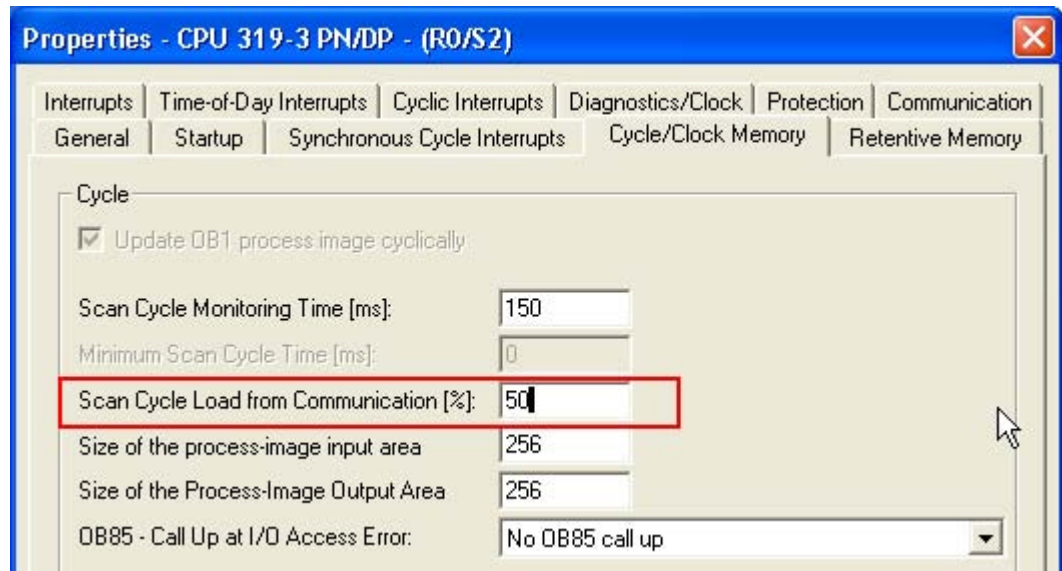 Properties - CPU 319-3 PN/DP - (R0/S2)
Interrupts Time-of-Day Interrupts Cyclic Interrupts Diagnostics/Clock Protection Communication
General Startup Synchronous Cycle Interrupts Cycle/Clock Memory Retentive Memory
Cycle
Update OB1 process image cyclically
Scan Cycle Monitoring Time [ms]: 150
Minimum Scan Cycle Time [ms]: 0
Scan Cycle Load from Communication [%]: 50
Size of the process-image input area 256
Size of the Process-Image Output Area 256
OB85 - Call Up at I/O Access Error: No OB85 call up